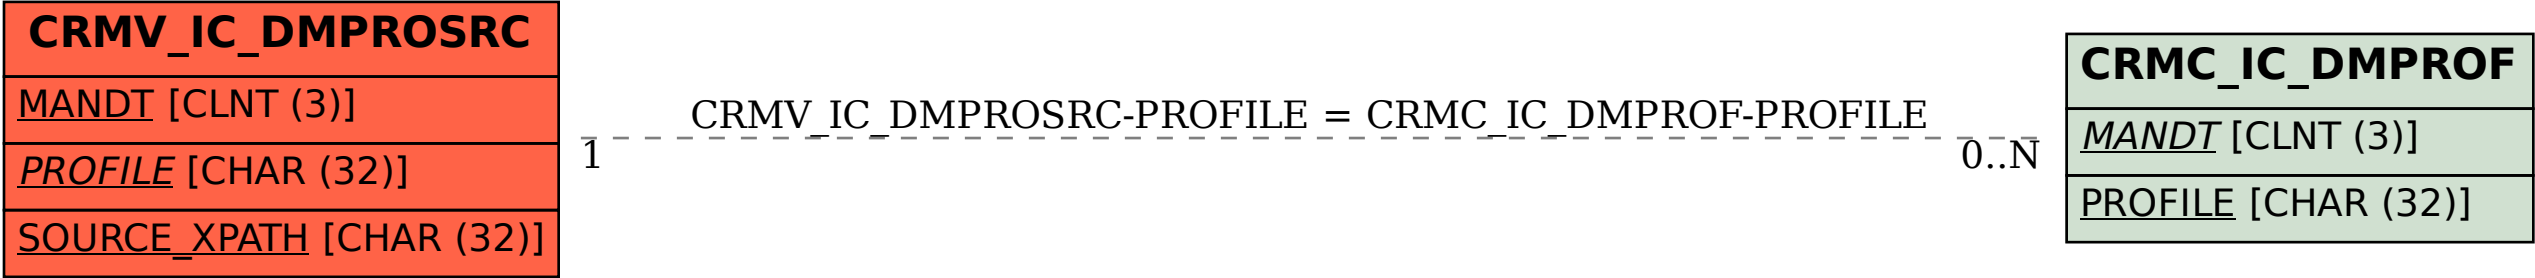 CRMV_IC_DMPROSRC
MANDT [CLNT (3)]
PROFILE [CHAR (32)]
SOURCE_XPATH [CHAR (32)]
CRMV_IC_DMPROSRC-PROFILE = CRMC_IC_DMPROF-PROFILE
1
0..N
CRMC_IC_DMPROF
MANDT [CLNT (3)]
PROFILE [CHAR (32)]